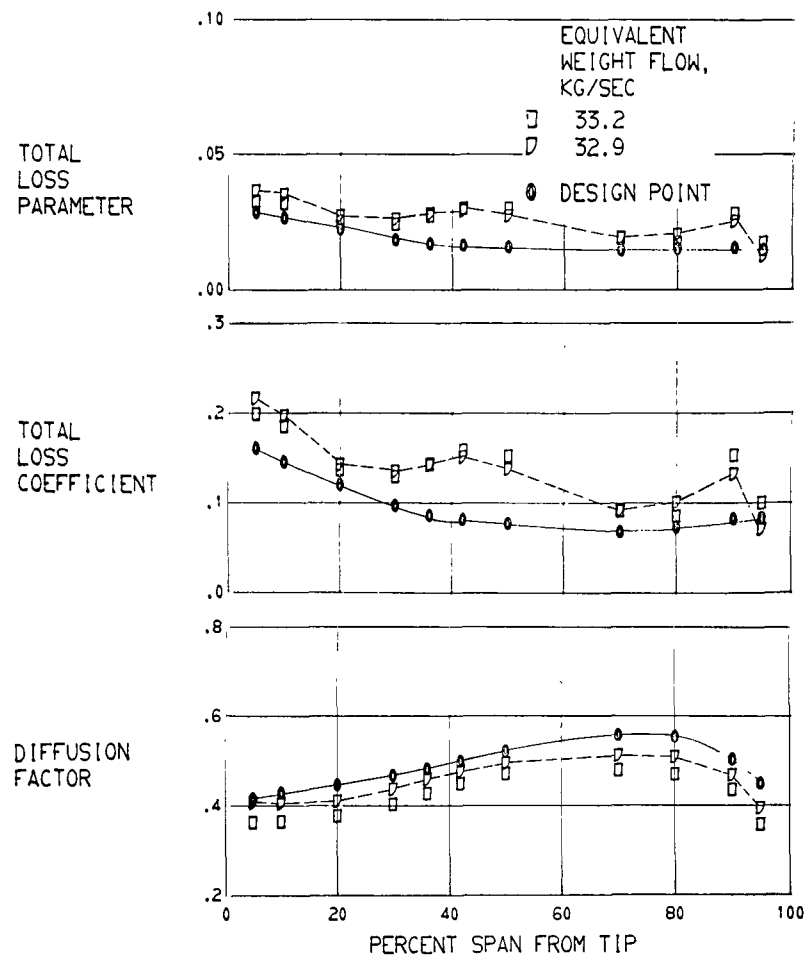 .10
EQUIVALENT
WEIGHT FLOW,
KG/SEC
33.2
32.9
DESIGN POINT
TOTAL
LOSS
PARAMETER
.05
.00
.3
TOTAL
LOSS
COEFFICIENT
.2
.1
.0
.8
DIFFUSION
FACTOR
.6
.4
.2
0 20 40 60 80 100
PERCENT SPAN FROM TIP